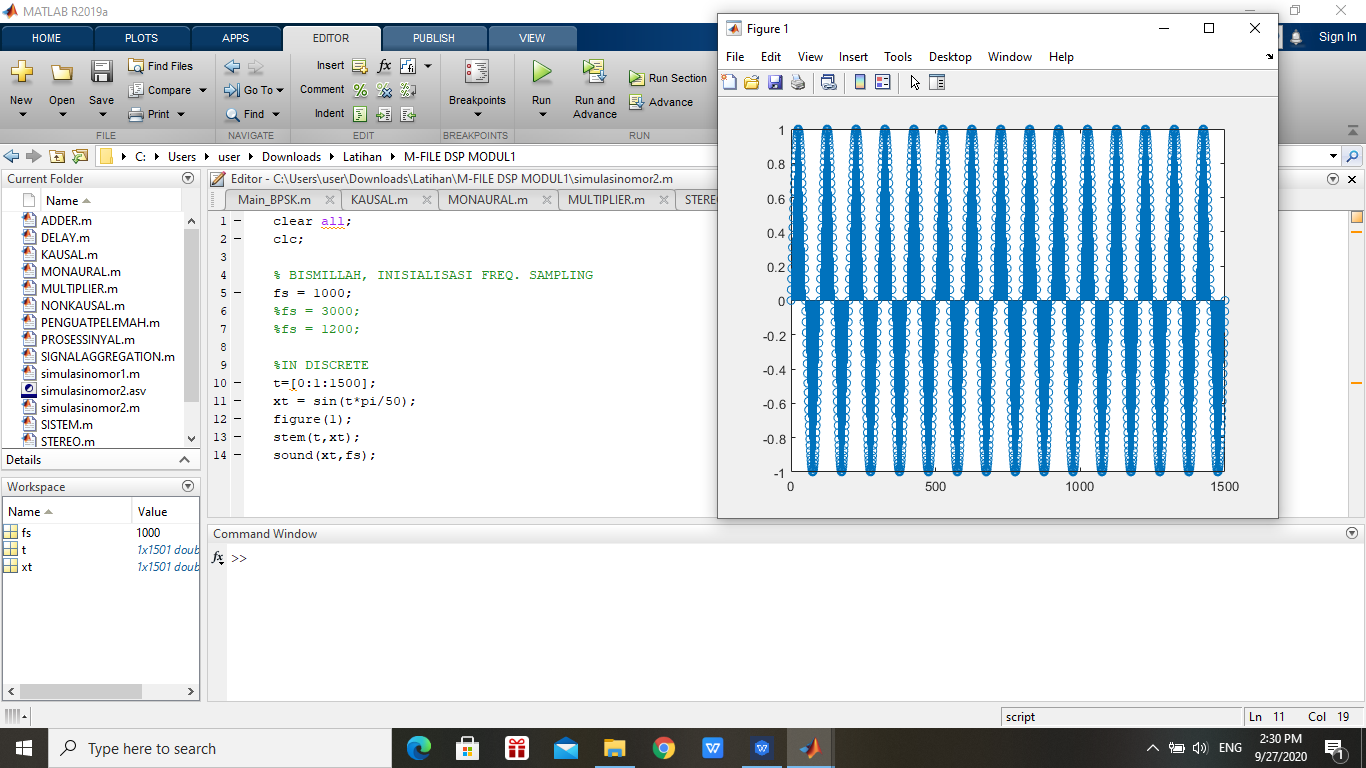 MATLAB R2019a
HOME PLOTS APPS EDITOR PUBLISH VIEW
Sign In
New Open Save
Find Files
Compare
Print
Go To
Find
Insert
Comment
Indent
fx
Breakpoints
Run
Run and Advance
Run Section
Advance
FILE NAVIGATE EDIT BREAKPOINTS RUN
C: Users user Downloads Latihan M-FILE DSP MODUL1
Current Folder
Name
ADDER.m
DELAY.m
KAUSAL.m
MONAURAL.m
MULTIPLIER.m
NONKAUSAL.m
PENGUATPELEMAH.m
PROSESSINYAL.m
SIGNALAGGREGATION.m
simulasinomor1.m
simulasinomor2.asv
simulasinomor2.m
SISTEM.m
STEREO.m
Details
Workspace
Name Value
fs 1000
t 1x1501 doub
xt 1x1501 doub
Editor - C:\Users\user\Downloads\Latihan\M-FILE DSP MODUL1\simulasinomor2.m
Main_BPSK.m KAUSAL.m MONAURAL.m MULTIPLIER.m STERE
1 clear all;
2 clc;
3
4 % BISMILLAH, INISIALISASI FREQ. SAMPLING
5 fs = 1000;
6 %fs = 3000;
7 %fs = 1200;
8
9 %IN DISCRETE
10 t=[0:1:1500];
11 xt = sin(t*pi/50);
12 figure(1);
13 stem(t,xt);
14 sound(xt,fs);
Command Window
fx >>
Figure 1
File Edit View Insert Tools Desktop Window Help
1
0.8
0.6
0.4
0.2
0
-0.2
-0.4
-0.6
-0.8
-1
0 500 1000 1500
script Ln 11 Col 19
Type here to search
ENG
2:30 PM
9/27/2020
1